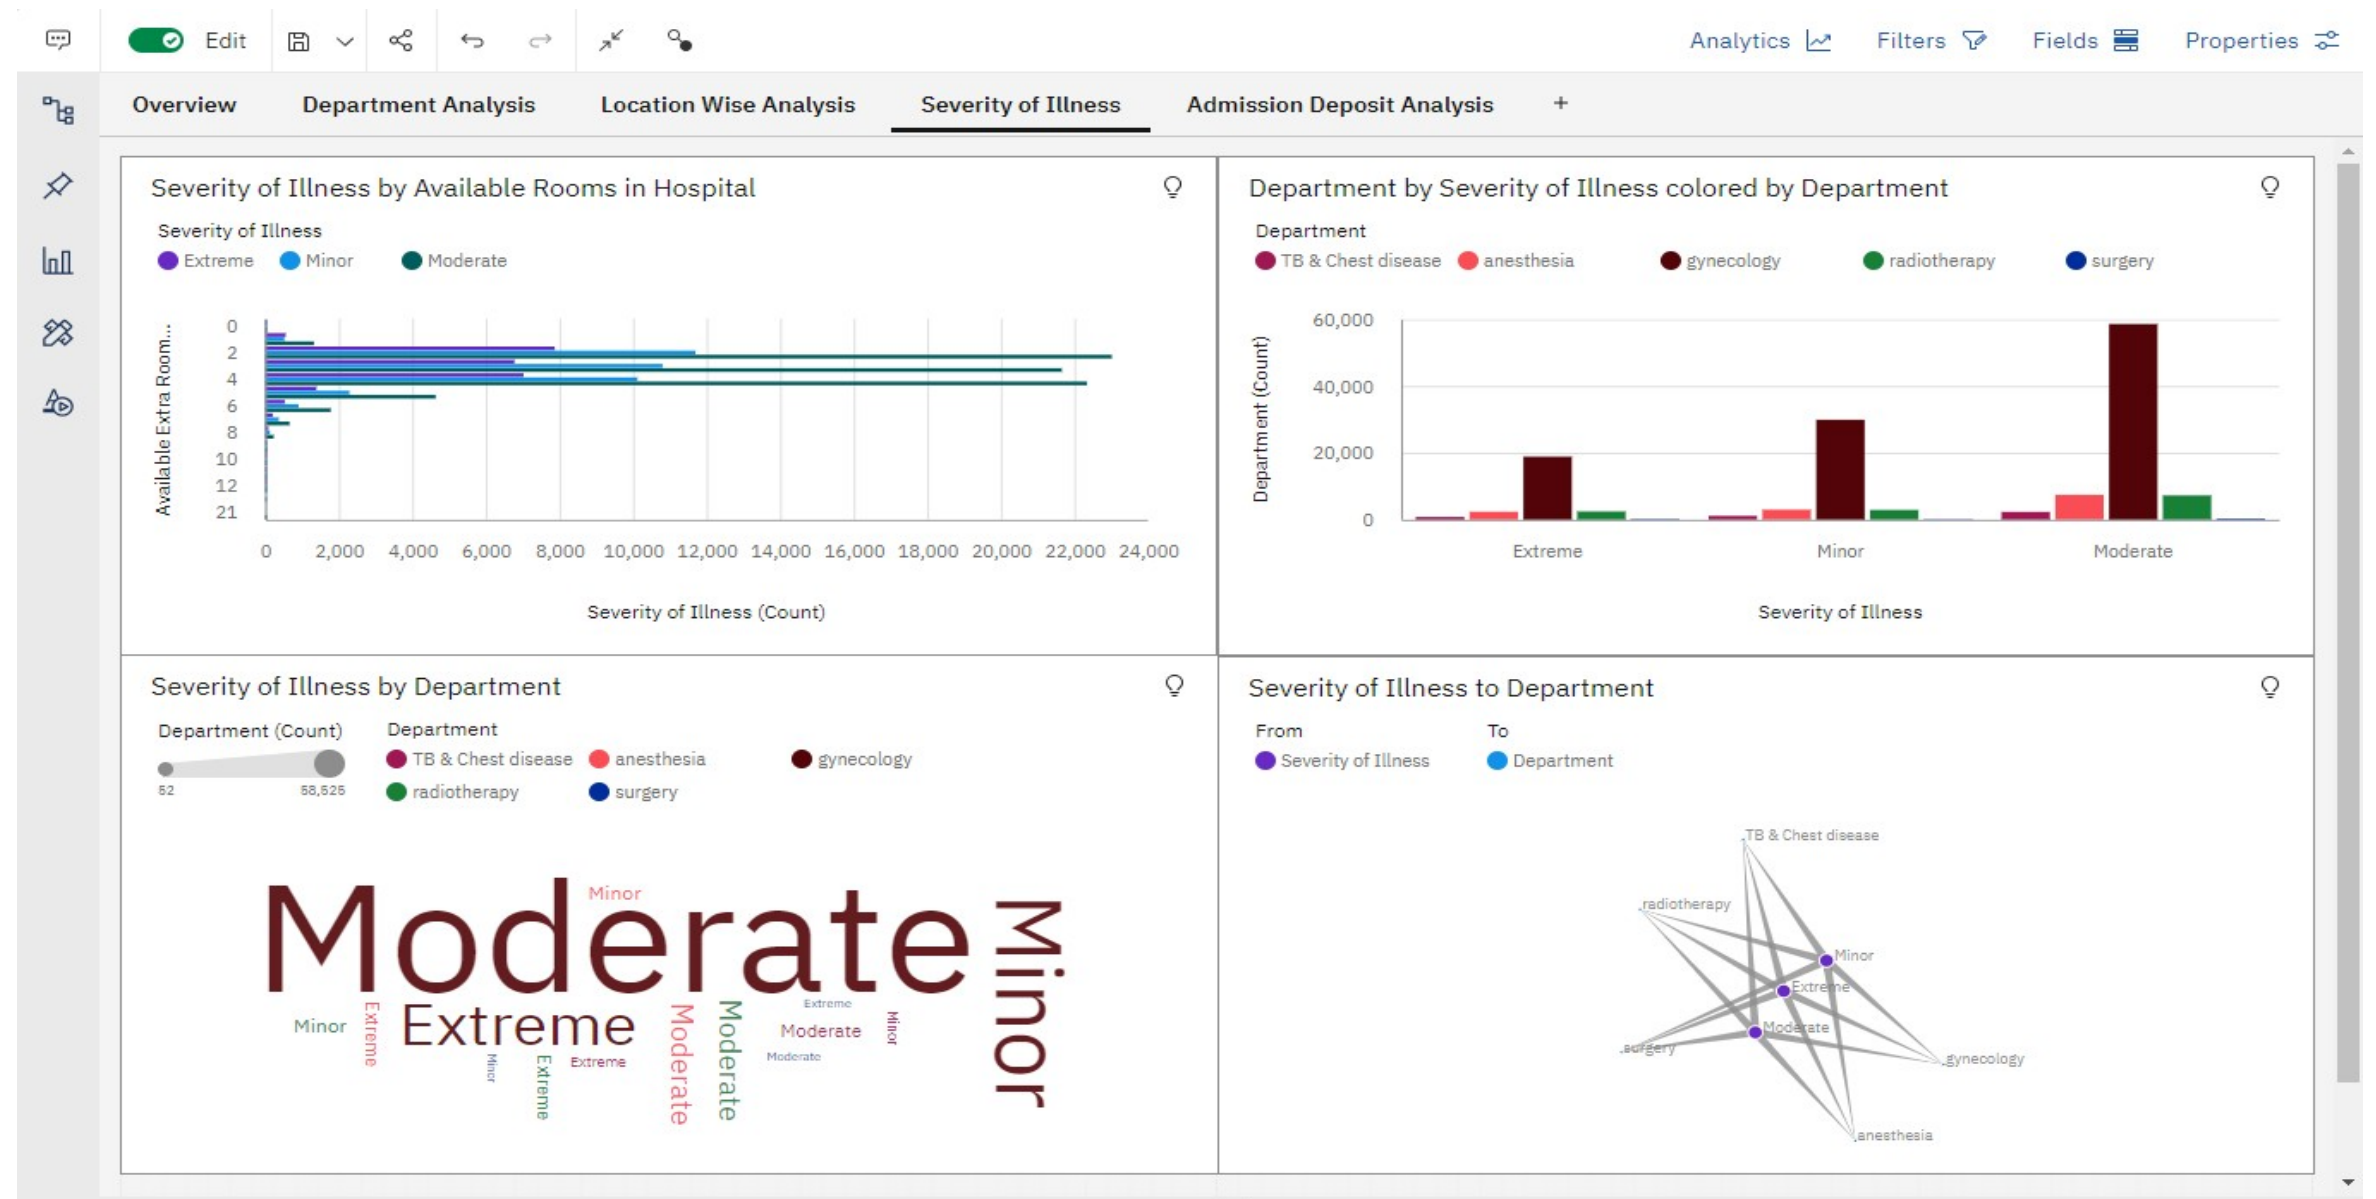 Edit
Analytics Filters Fields Properties
Overview Department Analysis Location Wise Analysis Severity of Illness Admission Deposit Analysis +
Severity of Illness by Available Rooms in Hospital
Severity of Illness
Extreme Minor Moderate
Available Extra Room...
0
2
4
6
8
10
12
21
0 2,000 4,000 6,000 8,000 10,000 12,000 14,000 16,000 18,000 20,000 22,000 24,000
Severity of Illness (Count)
Department by Severity of Illness colored by Department
Department
TB & Chest disease anesthesia gynecology radiotherapy surgery
Department (Count)
60,000
40,000
20,000
0
Extreme Minor Moderate
Severity of Illness
Severity of Illness by Department
Department (Count)
52 58,525
Department
TB & Chest disease anesthesia gynecology
radiotherapy surgery
Minor
Moderate
Minor
Extreme
Minor
Extreme
Extreme
Moderate
Moderate
Extreme
Moderate
Minor
Minor
Extreme
Extreme
Moderate
Severity of Illness to Department
From To
Severity of Illness Department
TB & Chest disease
radiotherapy
Minor
Extreme
Moderate
surgery
gynecology
anesthesia